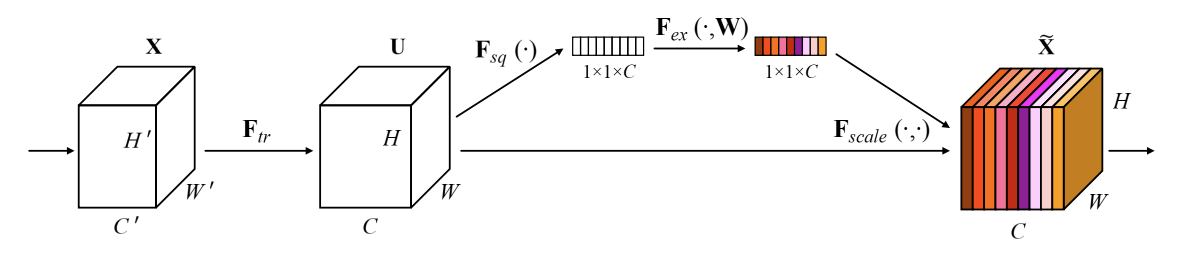 X
H′
W′
C′
F_tr
U
H
W
C
F_sq (·)
1×1×C
F_ex (·,W)
1×1×C
F_scale (·,·)
X̃
H
W
C